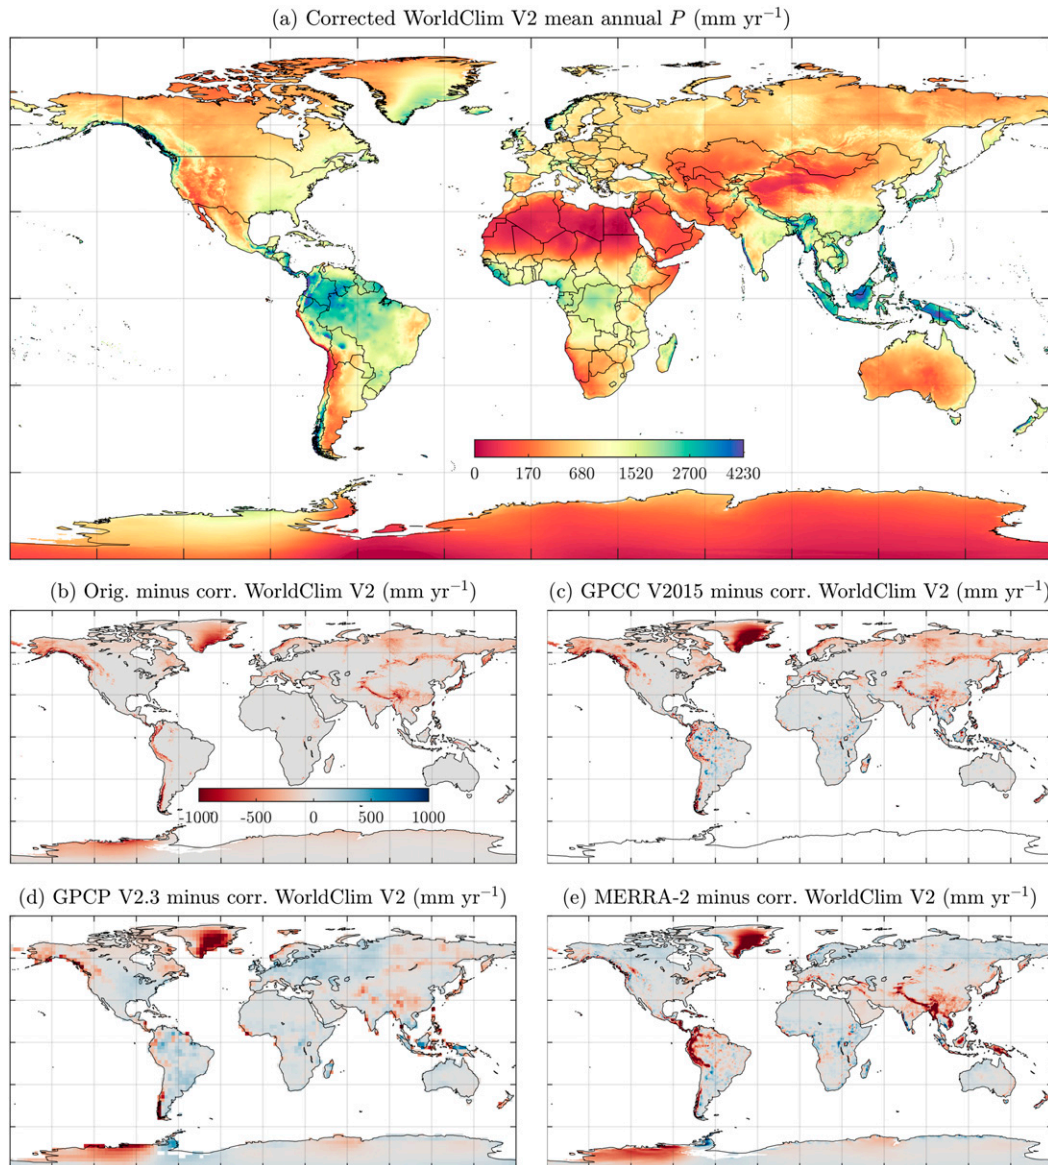 (a) Corrected WorldClim V2 mean annual P (mm yr⁻¹)
0 170 680 1520 2700 4230
(b) Orig. minus corr. WorldClim V2 (mm yr⁻¹)
(c) GPCC V2015 minus corr. WorldClim V2 (mm yr⁻¹)
-1000 -500 0 500 1000
(d) GPCP V2.3 minus corr. WorldClim V2 (mm yr⁻¹)
(e) MERRA-2 minus corr. WorldClim V2 (mm yr⁻¹)